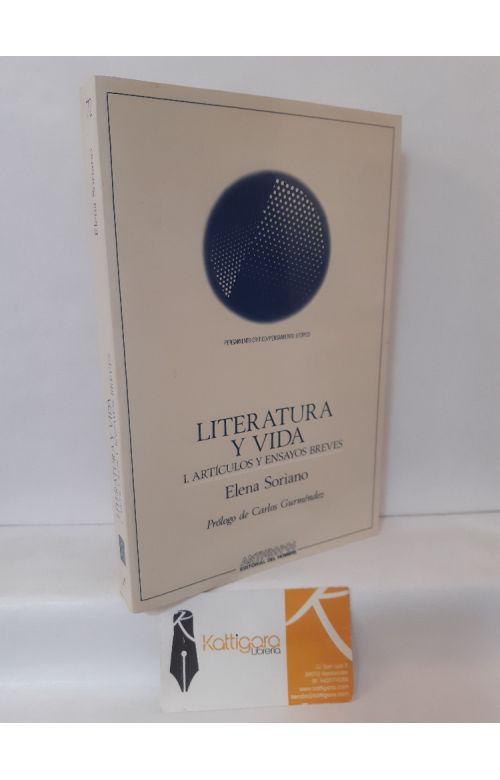 Elena Soriano
LITERATURA Y VIDA
PENSAMIENTO CRÍTICO/PENSAMIENTO UTÓPICO
LITERATURA
Y VIDA
I. ARTÍCULOS Y ENSAYOS BREVES
Elena Soriano
Prólogo de Carlos Gurméndez
ANTHROPOS
EDITORIAL DEL HOMBRE
Kattigara
Librería
www.kattigara.com